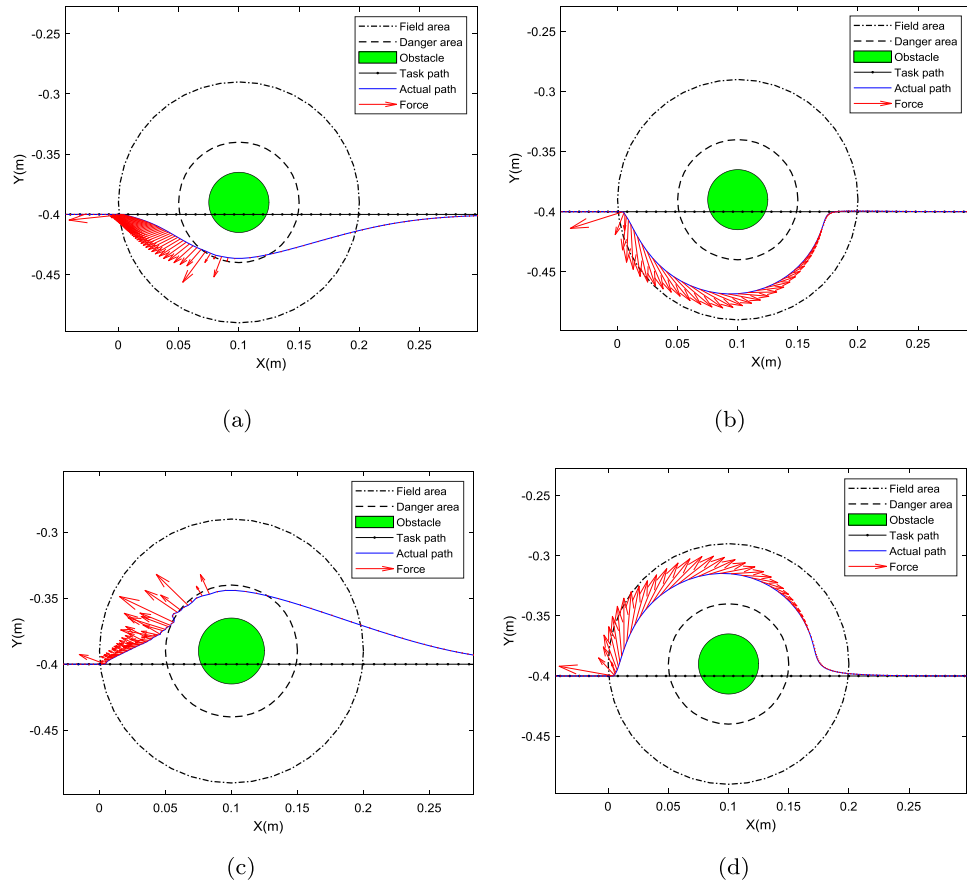 -0.25
-0.3
-0.35
-0.4
-0.45
Y(m)
0
0.05
0.1
0.15
0.2
0.25
X(m)
Field area
Danger area
Obstacle
Task path
Actual path
Force
(a)
-0.25
-0.3
-0.35
-0.4
-0.45
Y(m)
0
0.05
0.1
0.15
0.2
0.25
X(m)
Field area
Danger area
Obstacle
Task path
Actual path
Force
(b)
-0.3
-0.35
-0.4
-0.45
Y(m)
0
0.05
0.1
0.15
0.2
0.25
X(m)
Field area
Danger area
Obstacle
Task path
Actual path
Force
(c)
-0.25
-0.3
-0.35
-0.4
-0.45
Y(m)
0
0.05
0.1
0.15
0.2
0.25
X(m)
Field area
Danger area
Obstacle
Task path
Actual path
Force
(d)